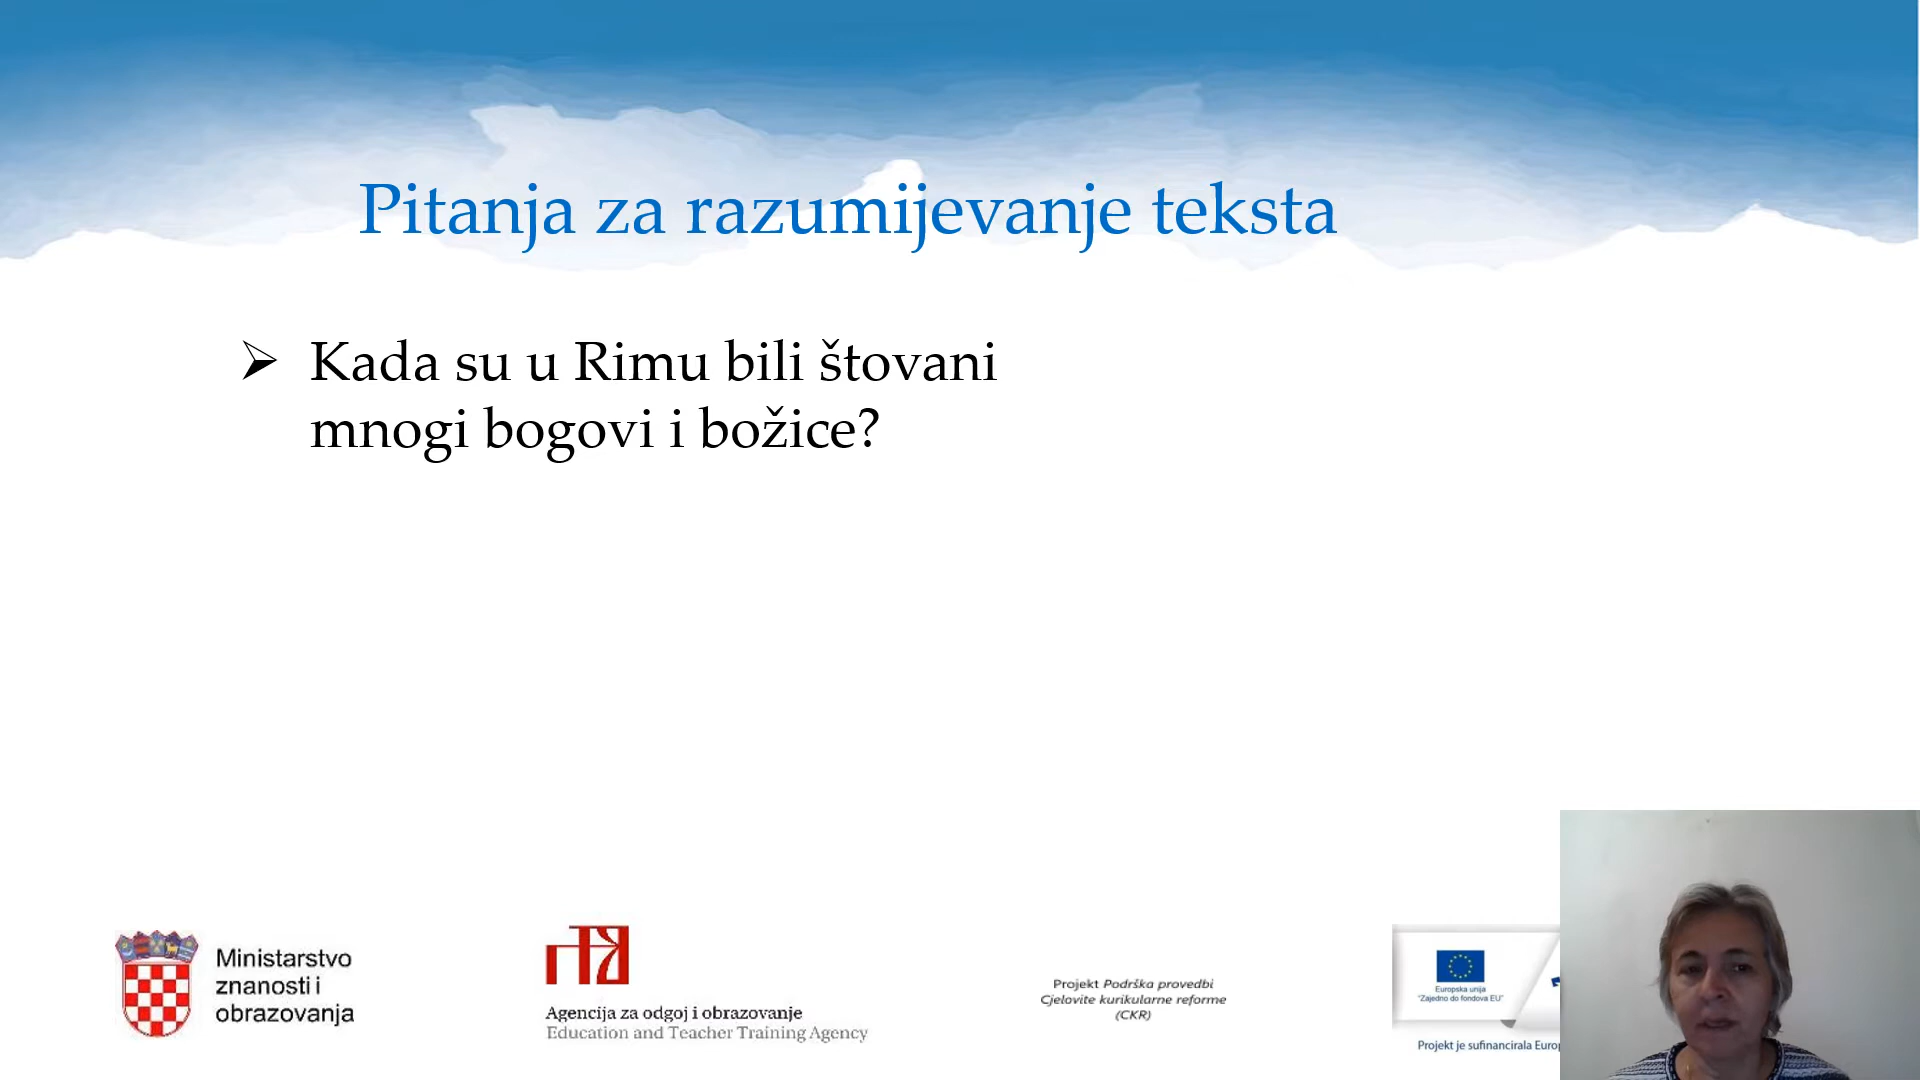 Pitanja za razumijevanje teksta
➢ Kada su u Rimu bili štovani
mnogi bogovi i božice?
Ministarstvo
znanosti i
obrazovanja
Agencija za odgoj i obrazovanje
Education and Teacher Training Agency
Projekt Podrška provedbi
Cjelovite kurikularne reforme
(CKR)
Europska unija
"Zajedno do fondova EU"
Projekt je sufinancirala Europ